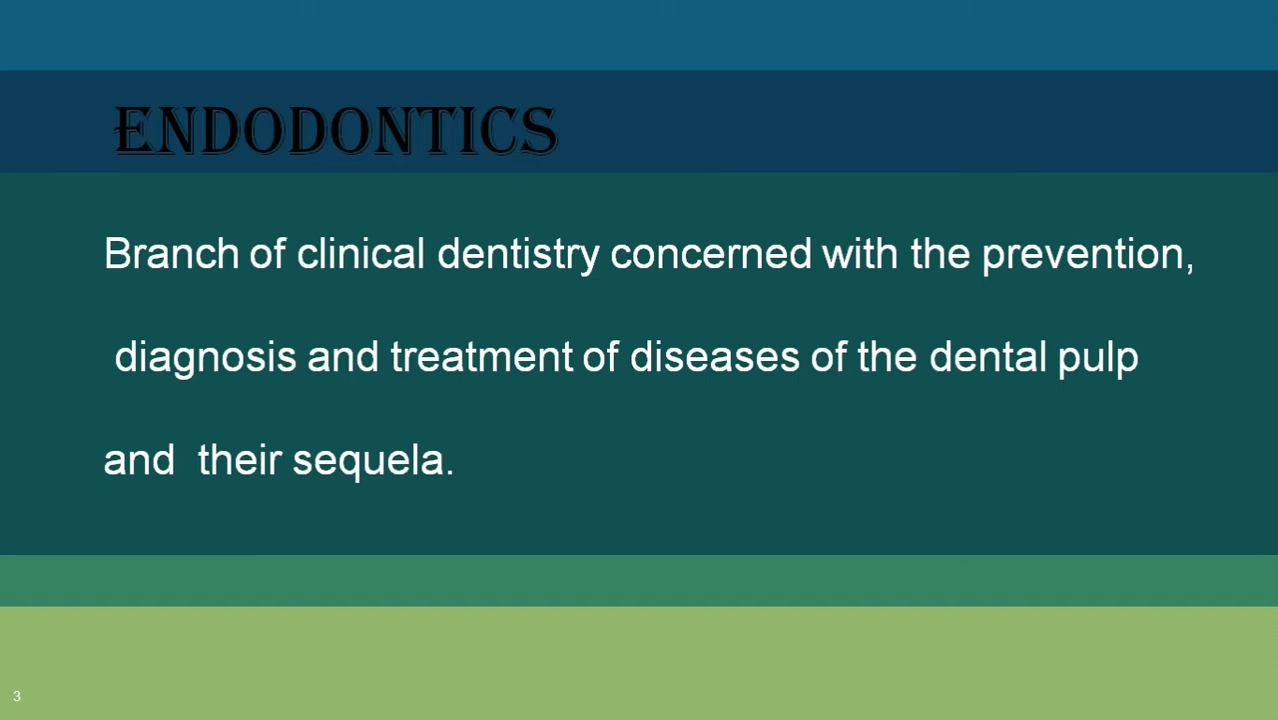 ENDODONTICS
Branch of clinical dentistry concerned with the prevention,
diagnosis and treatment of diseases of the dental pulp
and  their sequela.
3